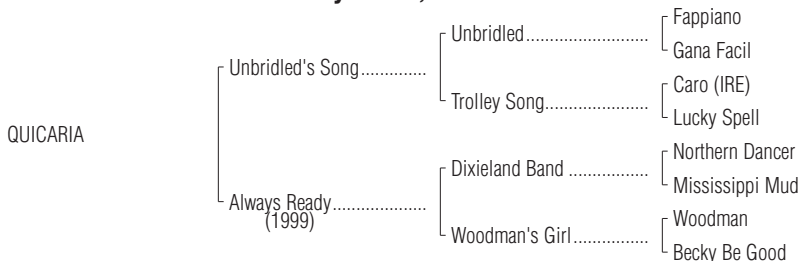 Fappiano
Unbridled..............................
Gana Facil
Unbridled's Song..............
Caro (IRE)
Trolley Song.........................
Lucky Spell
QUICARIA
Northern Dancer
Dixieland Band ...................
Mississippi Mud
Always Ready....................
(1999)
Woodman
Woodman's Girl..................
Becky Be Good